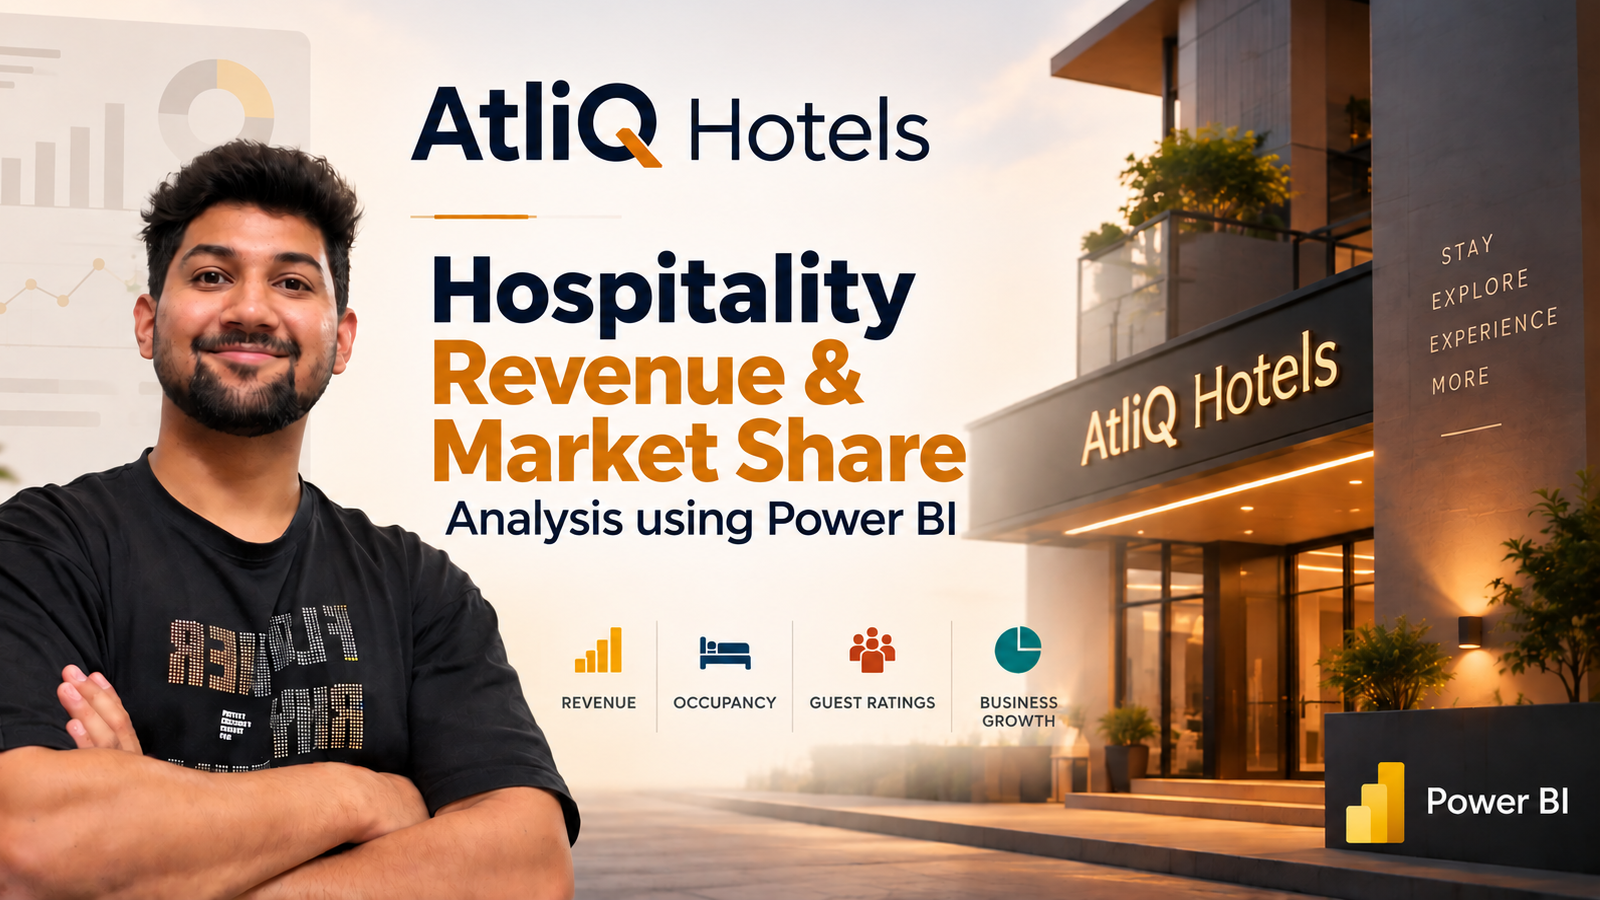 AtliQ Hotels
Hospitality
Revenue &
Market Share
Analysis using Power BI
REVENUE
OCCUPANCY
GUEST RATINGS
BUSINESS
GROWTH
AtliQ Hotels
STAY
EXPLORE
EXPERIENCE
MORE
Power BI